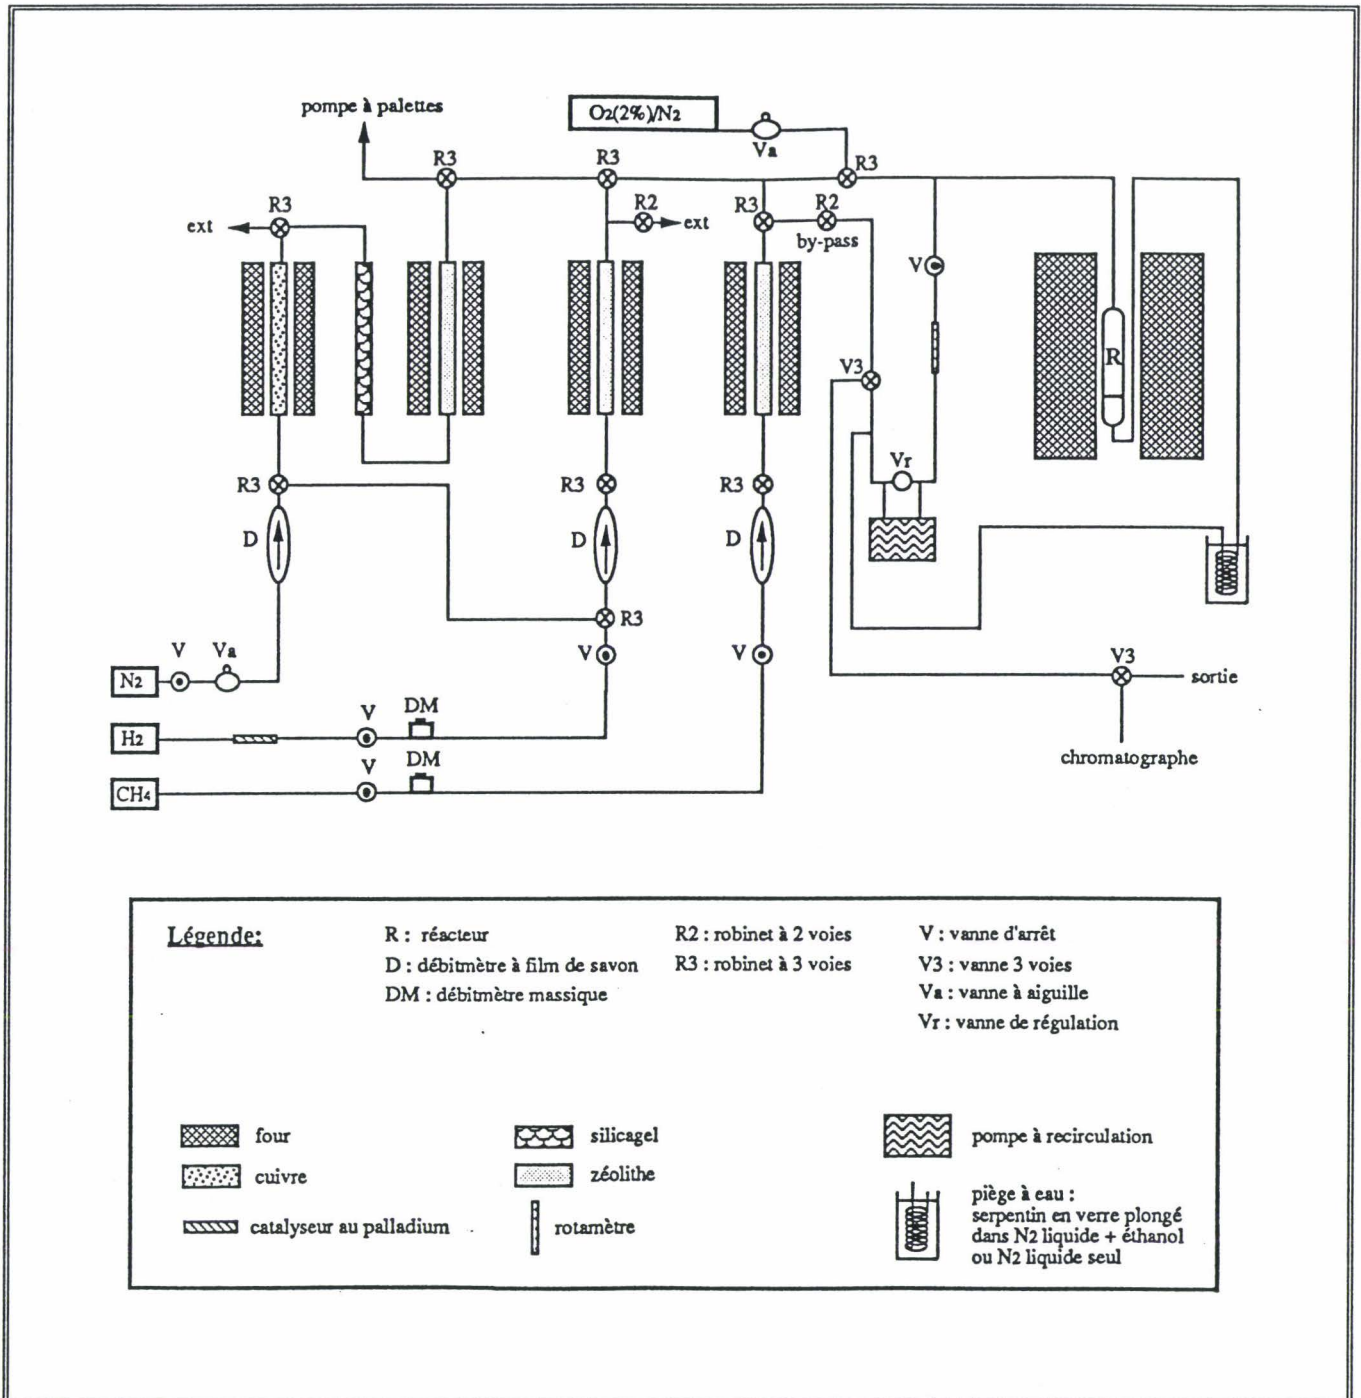 pompe à palettes
O2(2%)/N2
Va
R3
R3
R3
R3
ext
R2
ext
R3
R2
by-pass
V
R
V3
Vr
R3
R3
R3
D
D
D
R3
V
Va
V
V
N2
V3
sortie
V
DM
H2
V
DM
chromatographe
CH4
Légende:
R : réacteur
R2 : robinet à 2 voies
V : vanne d'arrêt
D : débitmètre à film de savon
R3 : robinet à 3 voies
V3 : vanne 3 voies
DM : débitmètre massique
Va : vanne à aiguille
Vr : vanne de régulation
four
silicagel
pompe à recirculation
cuivre
zéolithe
catalyseur au palladium
rotamètre
piège à eau :
serpentin en verre plongé
dans N2 liquide + éthanol
ou N2 liquide seul